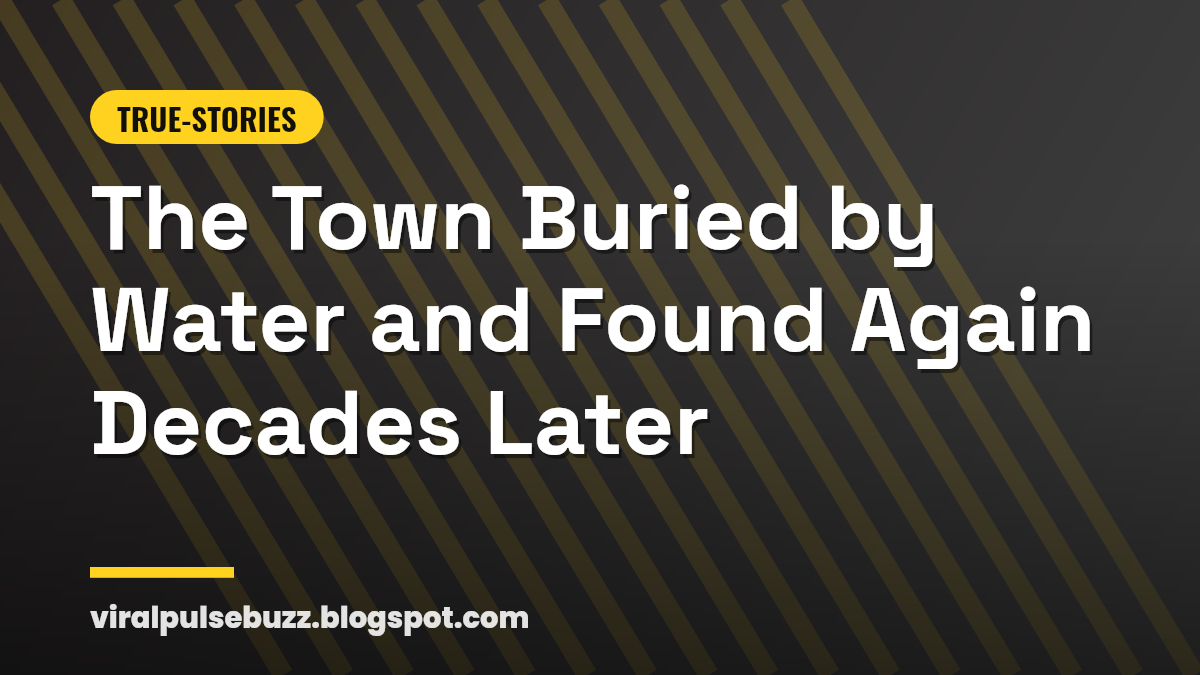 TRUE-STORIES
The Town Buried by
Water and Found Again
Decades Later
viralpulsebuzz.blogspot.com